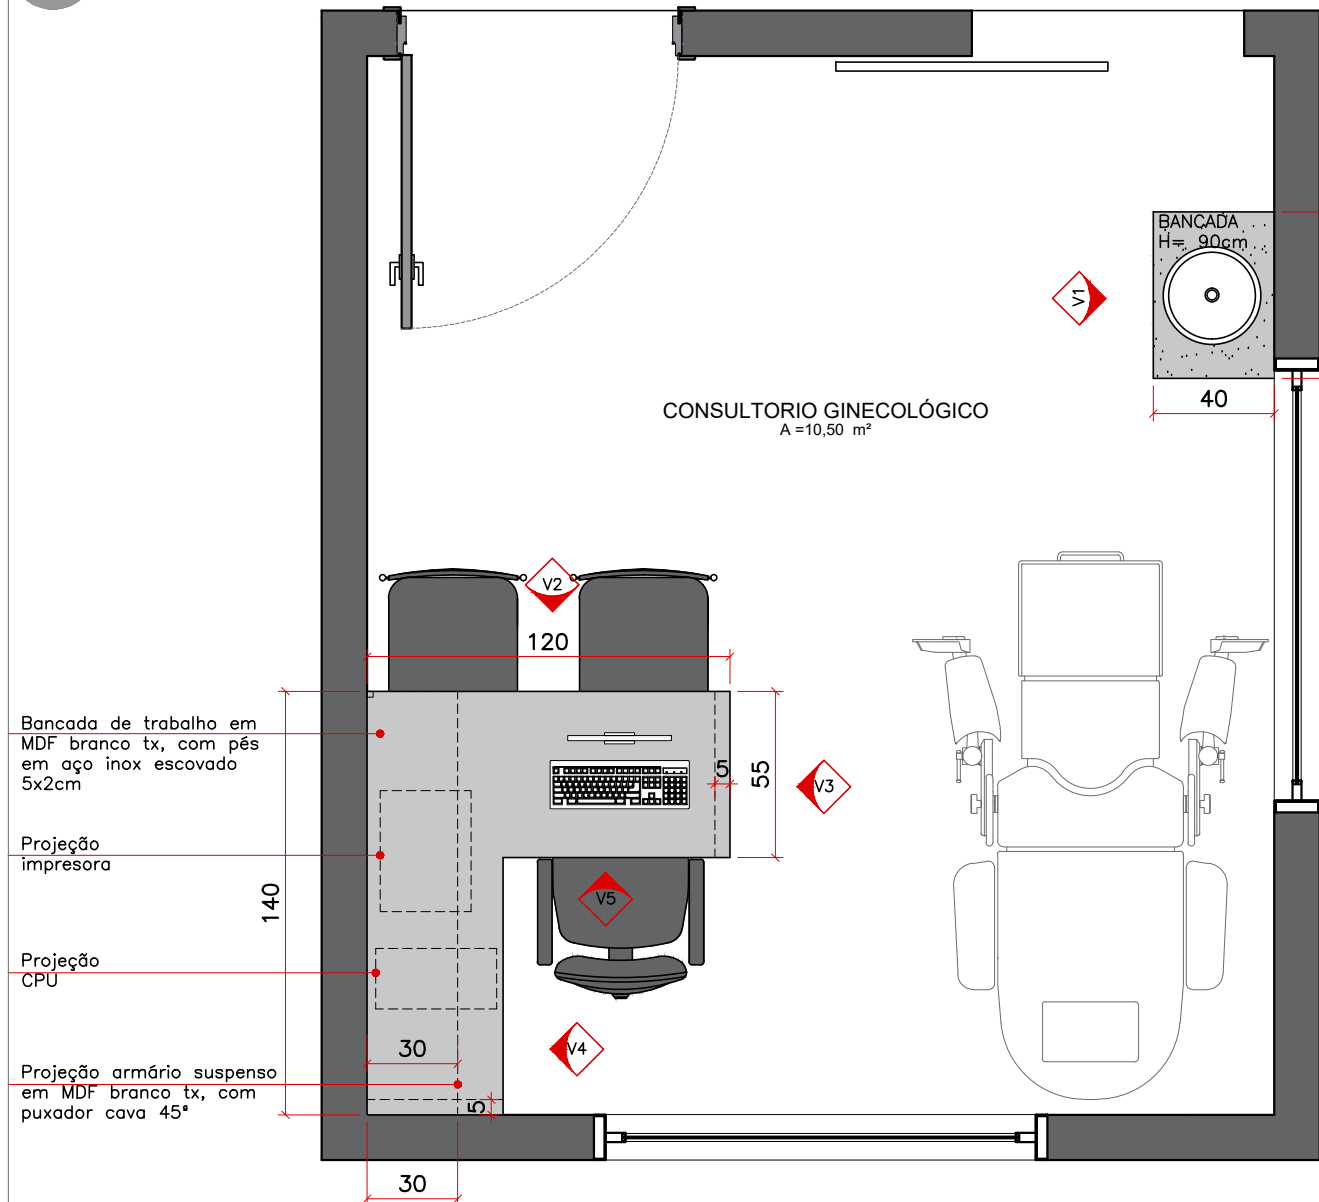 BANCADA
H= 90cm
V1
40
CONSULTORIO GINECOLÓGICO
A =10,50 m²
V2
120
Bancada de trabalho em
MDF branco tx, com pés
em aço inox escovado
5x2cm
5
55
V3
Projeção
impresora
V5
140
Projeção
CPU
30
V4
Projeção armário suspenso
em MDF branco tx, com
puxador cava 45°
5
30